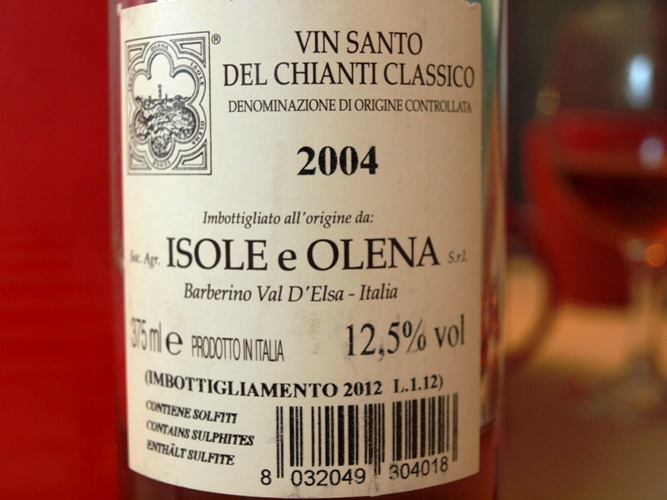 ®
VIN SANTO
DEL CHIANTI CLASSICO
DENOMINAZIONE DI ORIGINE CONTROLLATA
2004
Imbottigliato all'origine da:
Soc. Agr. ISOLE e OLENA S.r.l.
Barberino Val D'Elsa - Italia
375 ml e PRODOTTO IN ITALIA 12,5% vol
(IMBOTTIGLIAMENTO 2012 L.1.12)
CONTIENE SOLFITI
CONTAINS SULPHITES
ENTHÄLT SULFITE
8 032049 304018